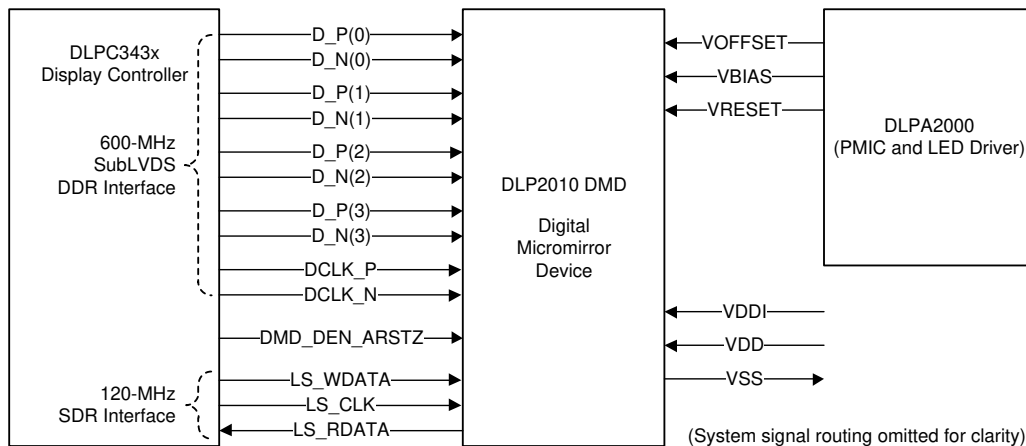 DLPC343x
Display Controller
600-MHz
SubLVDS
DDR Interface
120-MHz
SDR Interface
D_P(0)
D_N(0)
D_P(1)
D_N(1)
D_P(2)
D_N(2)
D_P(3)
D_N(3)
DCLK_P
DCLK_N
DMD_DEN_ARSTZ
LS_WDATA
LS_CLK
LS_RDATA
DLP2010 DMD
Digital
Micromirror
Device
VOFFSET
VBIAS
VRESET
DLPA2000
(PMIC and LED Driver)
VDDI
VDD
VSS
(System signal routing omitted for clarity)